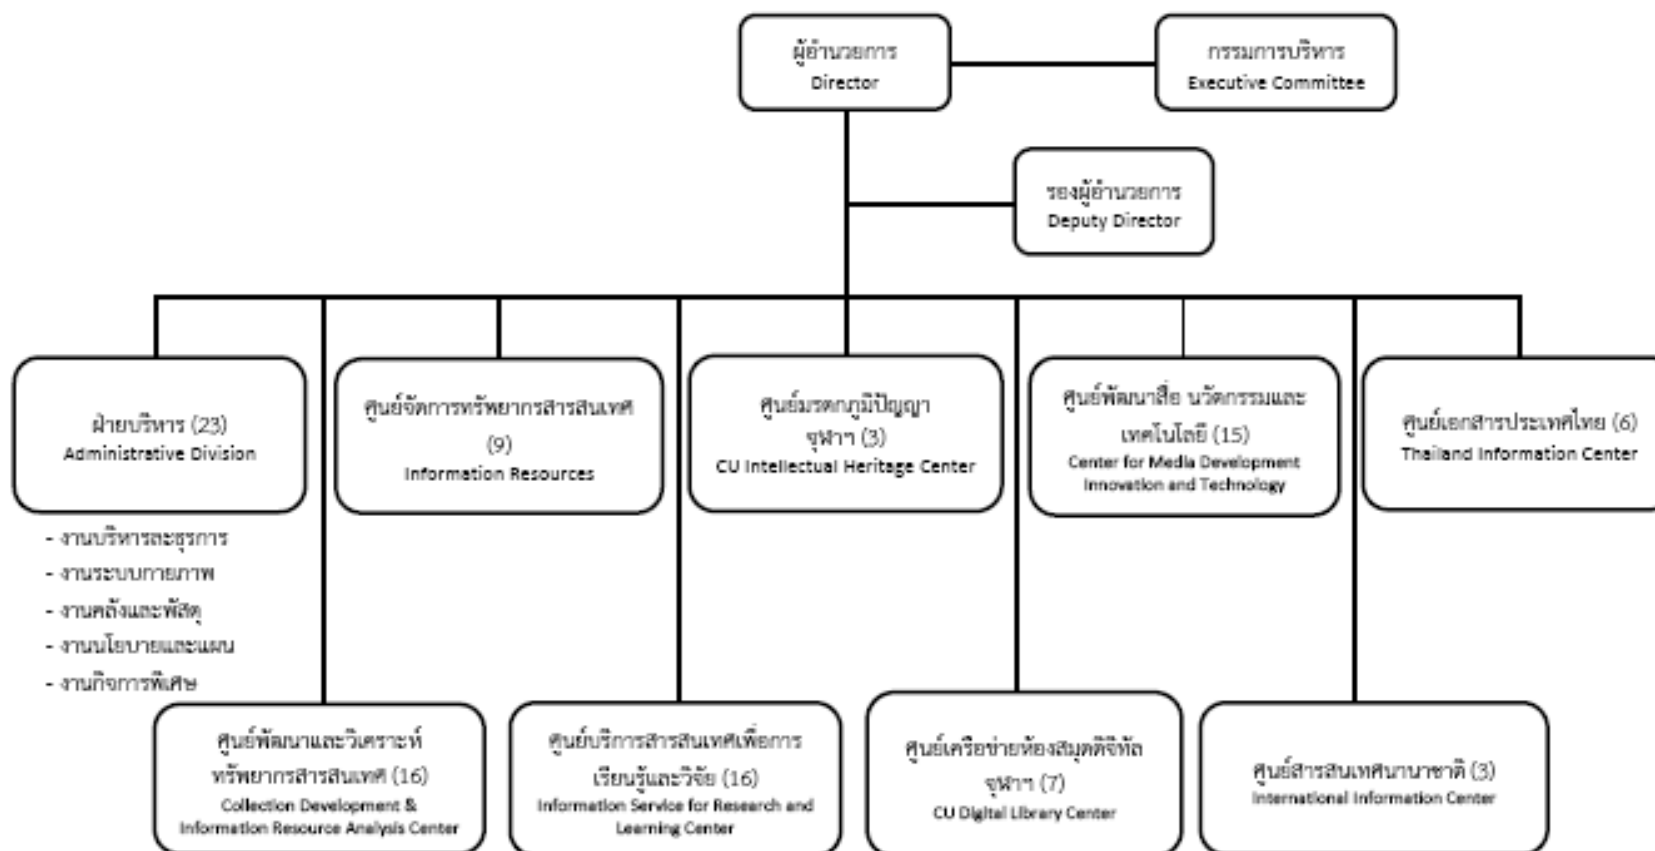 ผู้อำนวยการ
Director
กรรมการบริหาร
Executive Committee
รองผู้อำนวยการ
Deputy Director
ฝ่ายบริหาร (23)
Administrative Division
ศูนย์จัดการทรัพยากรสารสนเทศ
(9)
Information Resources
ศูนย์มรดกภูมิปัญญา
จุฬาฯ (3)
CU Intellectual Heritage Center
ศูนย์พัฒนาสื่อ นวัตกรรมและ
เทคโนโลยี (15)
Center for Media Development
Innovation and Technology
ศูนย์เอกสารประเทศไทย (6)
Thailand Information Center
- งานบริหารละธุรการ
- งานระบบกายภาพ
- งานคลังและพัสดุ
- งานนโยบายและแผน
- งานกิจการพิเศษ
ศูนย์พัฒนาและวิเคราะห์
ทรัพยากรสารสนเทศ (16)
Collection Development &
Information Resource Analysis Center
ศูนย์บริการสารสนเทศเพื่อการ
เรียนรู้และวิจัย (16)
Information Service for Research and
Learning Center
ศูนย์เครือข่ายห้องสมุดดิจิทัล
จุฬาฯ (7)
CU Digital Library Center
ศูนย์สารสนเทศนานาชาติ (3)
International Information Center